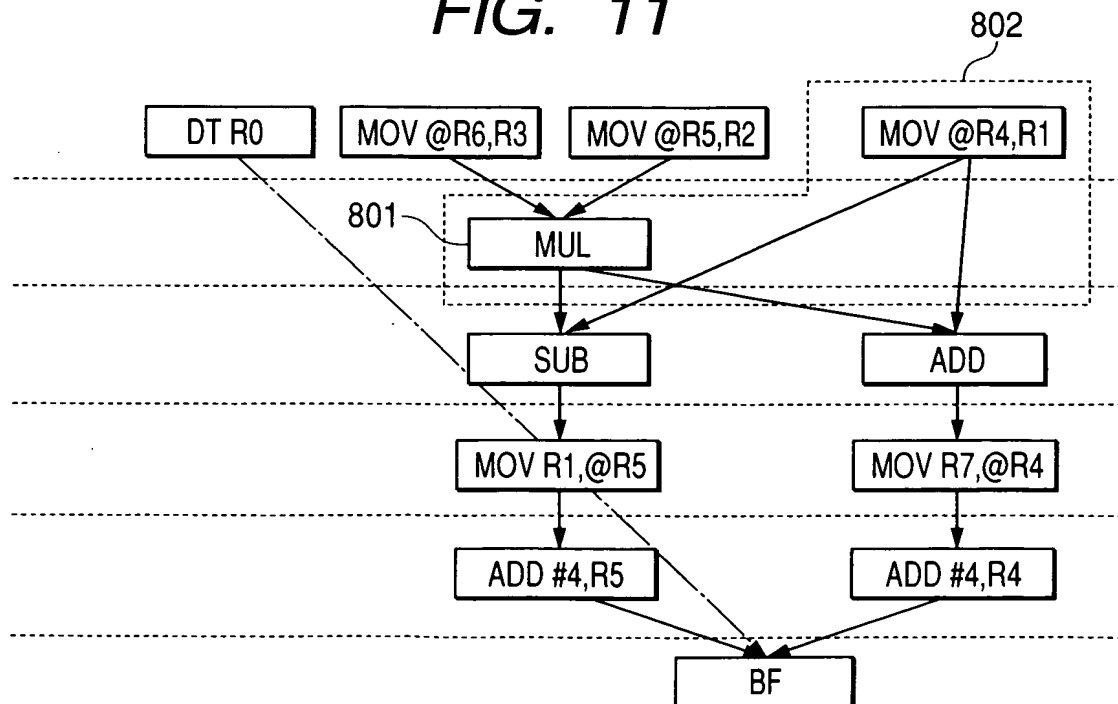 FIG. 11
802
DT R0
MOV @R6,R3
MOV @R5,R2
MOV @R4,R1
801
MUL
SUB
ADD
MOV R1,@R5
MOV R7,@R4
ADD #4,R5
ADD #4,R4
BF